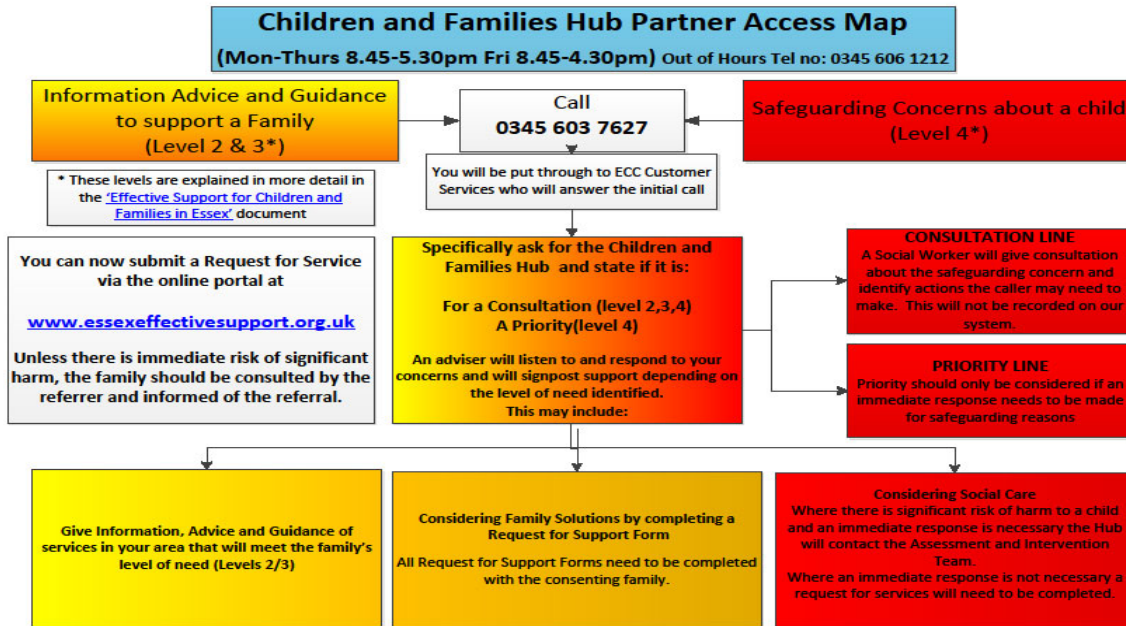 Children and Families Hub Partner Access Map
(Mon-Thurs 8.45-5.30pm Fri 8.45-4.30pm) Out of Hours Tel no: 0345 606 1212
Information Advice and Guidance
to support a Family
(Level 2 & 3*)
Call
0345 603 7627
Safeguarding Concerns about a child
(Level 4*)
* These levels are explained in more detail in
the 'Effective Support for Children and
Families in Essex' document
You will be put through to ECC Customer
Services who will answer the initial call
You can now submit a Request for Service
via the online portal at
www.essexeffectivesupport.org.uk
Unless there is immediate risk of significant
harm, the family should be consulted by the
referrer and informed of the referral.
Specifically ask for the Children and
Families Hub and state if it is:
For a Consultation (level 2,3,4)
A Priority(level 4)
An adviser will listen to and respond to your
concerns and will signpost support depending on
the level of need identified.
This may include:
CONSULTATION LINE
A Social Worker will give consultation
about the safeguarding concern and
identify actions the caller may need to
make. This will not be recorded on our
system.
PRIORITY LINE
Priority should only be considered if an
immediate response needs to be made
for safeguarding reasons
Give Information, Advice and Guidance of
services in your area that will meet the family's
level of need (Levels 2/3)
Considering Family Solutions by completing a
Request for Support Form
All Request for Support Forms need to be completed
with the consenting family.
Considering Social Care
Where there is significant risk of harm to a child
and an immediate response is necessary the Hub
will contact the Assessment and Intervention
Team.
Where an immediate response is not necessary a
request for services will need to be completed.